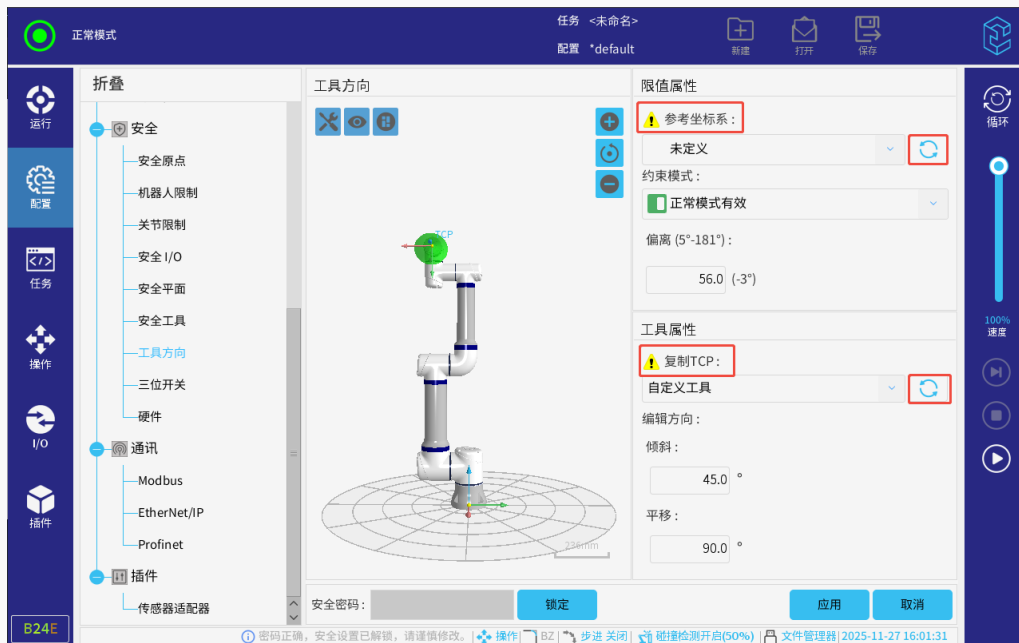 正常模式
任务 <未命名>
配置 *default
新建
打开
保存
运行
配置
任务
操作
I/O
插件
B24E
折叠
安全
安全原点
机器人限制
关节限制
安全 I/O
安全平面
安全工具
工具方向
三位开关
硬件
通讯
Modbus
EtherNet/IP
Profinet
插件
传感器适配器
工具方向
TCP
236mm
限值属性
参考坐标系：
未定义
约束模式：
正常模式有效
偏离 (5°-181°)：
56.0 (-3°)
工具属性
复制TCP：
自定义工具
编辑方向：
倾斜：
45.0 °
平移：
90.0 °
安全密码：
锁定
应用
取消
循环
100%
速度
密码正确，安全设置已解锁，请谨慎修改。 | 操作 | BZ | 步进 关闭 | 碰撞检测开启(50%) | 文件管理器 | 2025-11-27 16:01:31